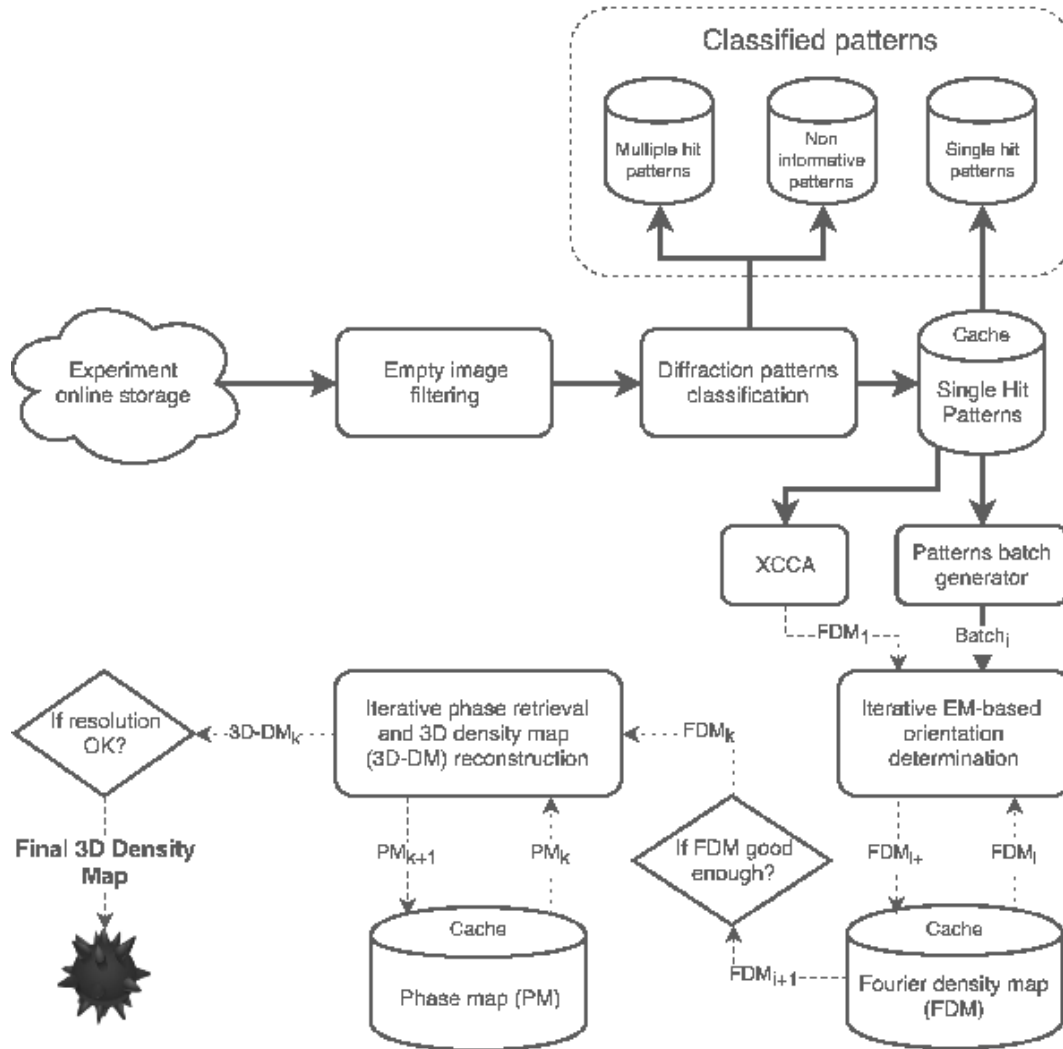 Classified patterns
Multiple hit
patterns
Non
informative
patterns
Single hit
patterns
Experiment
online storage
Empty image
filtering
Diffraction patterns
classification
Cache
Single Hit
Patterns
XCCA
Patterns batch
generator
FDM₁
Batchᵢ
If resolution
OK?
3D-DMₖ
Iterative phase retrieval
and 3D density map
(3D-DM) reconstruction
FDMₖ
Iterative EM-based
orientation
determination
Final 3D Density
Map
PMₖ₊₁
PMₖ
If FDM good
enough?
FDMᵢ₊
FDMᵢ
Cache
Phase map (PM)
FDMᵢ₊₁
Cache
Fourier density map
(FDM)